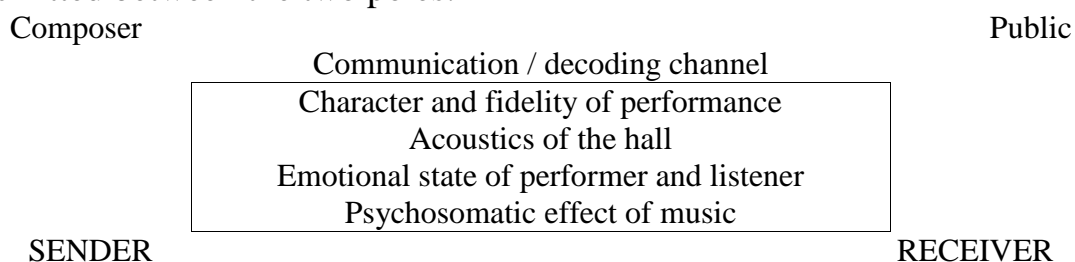 Composer Public
Communication / decoding channel
Character and fidelity of performance
Acoustics of the hall
Emotional state of performer and listener
Psychosomatic effect of music
SENDER RECEIVER